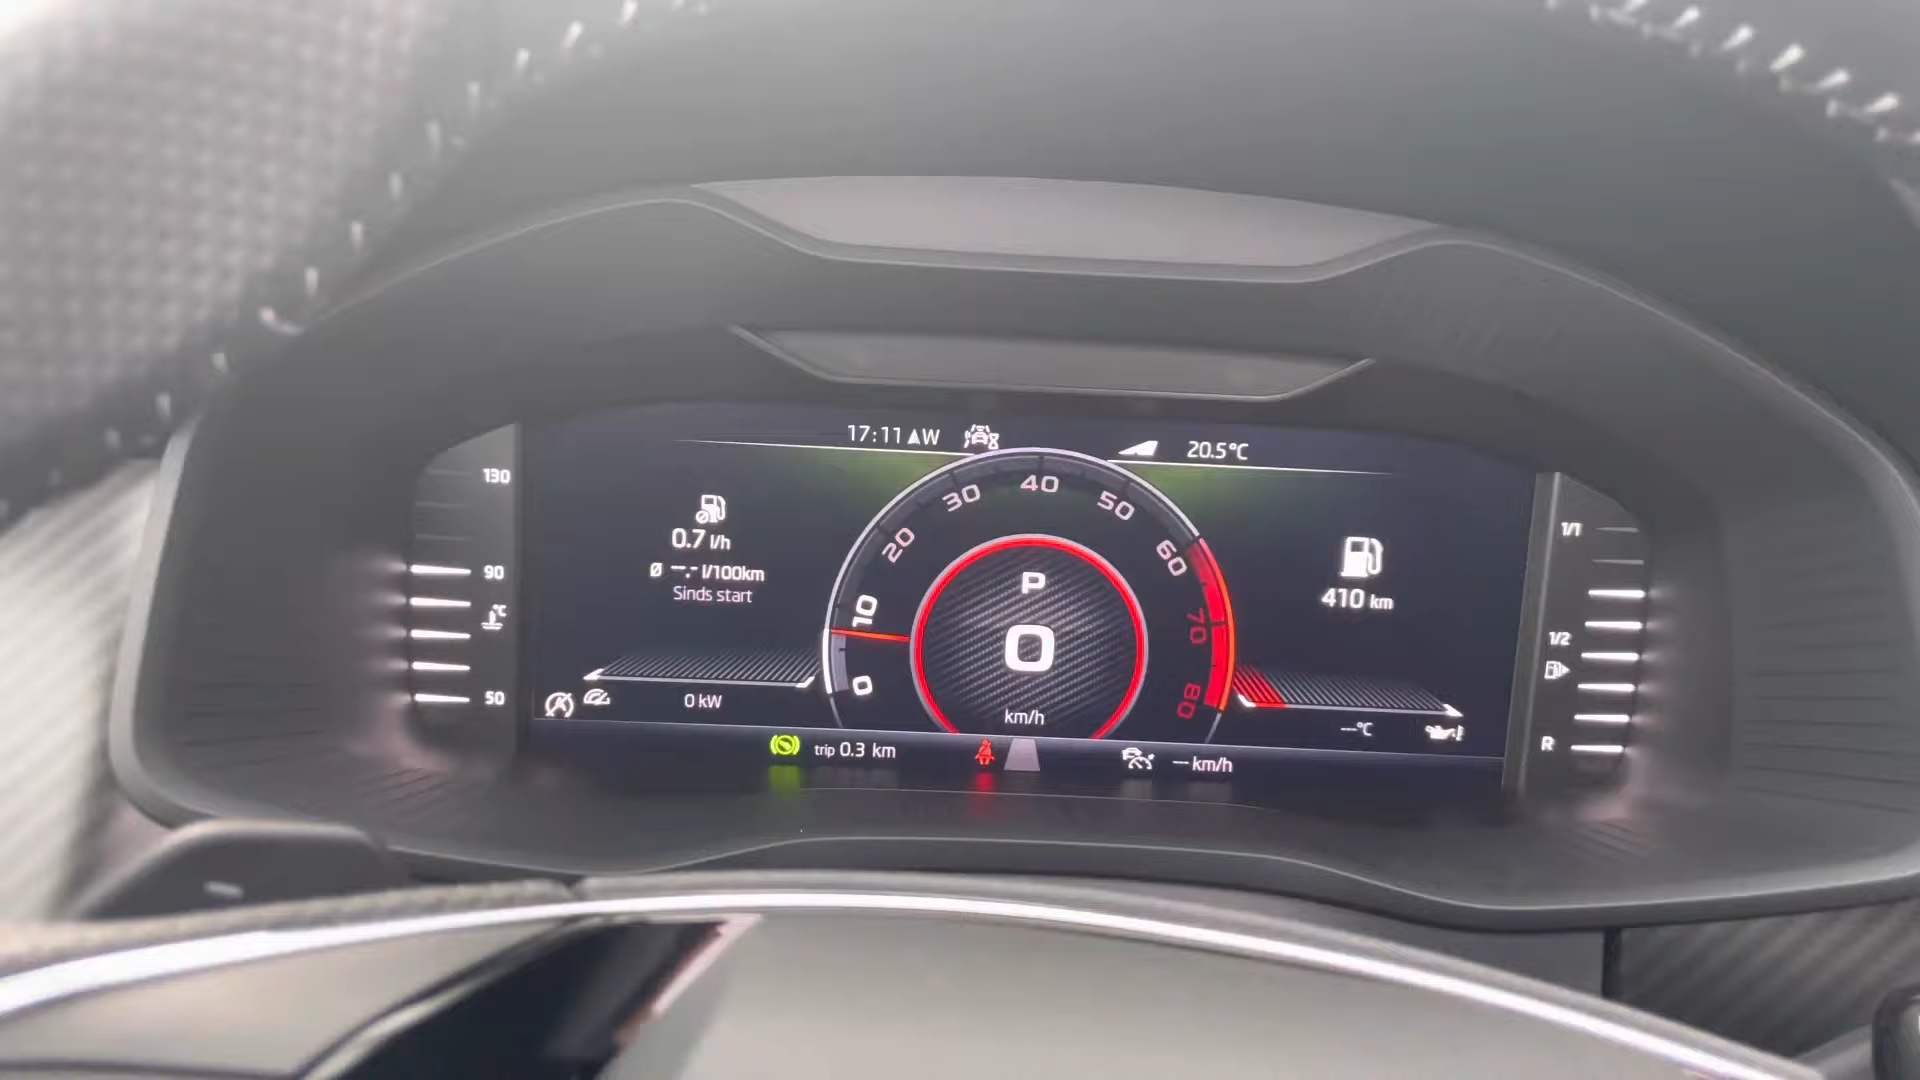 17:11 ▲W
20.5°C
130
90
°C
50
0.7 l/h
Ø --.- l/100km
Sinds start
0 kW
0
10
20
30
40
50
60
70
80
P
0
km/h
410 km
--°C
1/1
1/2
R
trip 0.3 km
-- km/h